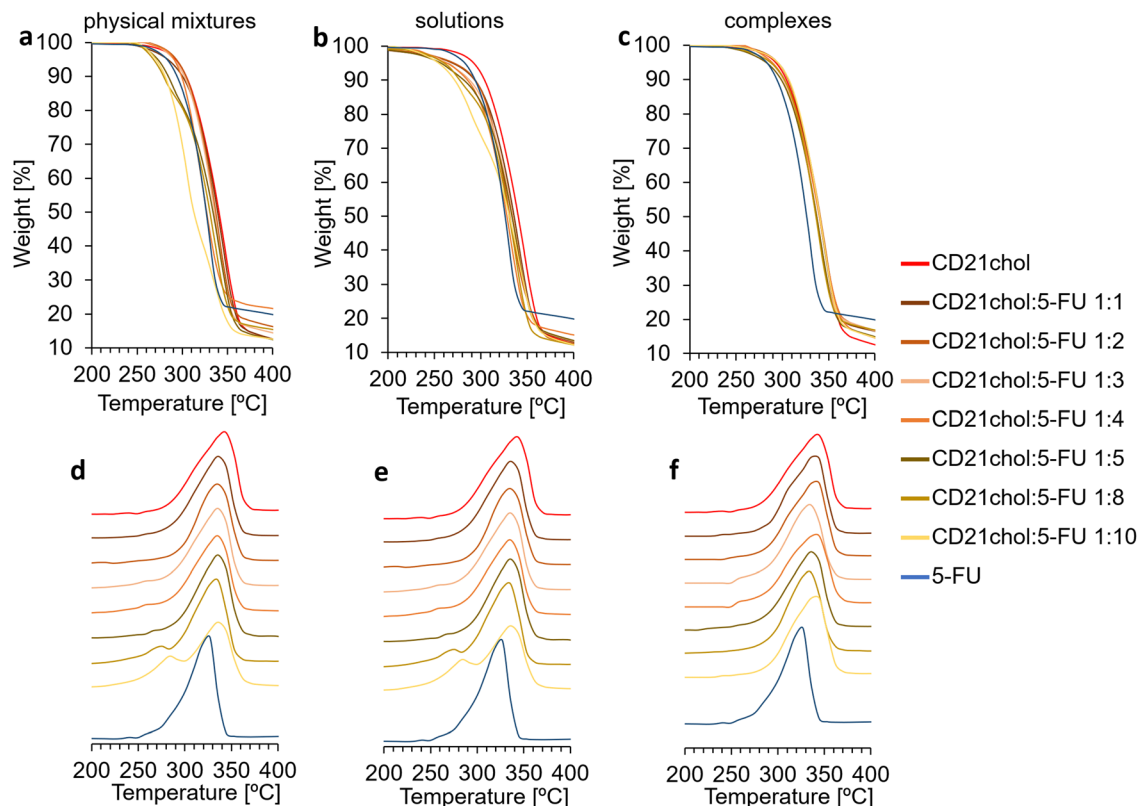 physical mixtures
solutions
complexes
a
b
c
100
90
80
70
60
50
40
30
20
10
Weight [%]
200 250 300 350 400
Temperature [ºC]
100
90
80
70
60
50
40
30
20
10
Weight [%]
200 250 300 350 400
Temperature [ºC]
100
90
80
70
60
50
40
30
20
10
Weight [%]
200 250 300 350 400
Temperature [ºC]
CD21chol
CD21chol:5-FU 1:1
CD21chol:5-FU 1:2
CD21chol:5-FU 1:3
CD21chol:5-FU 1:4
CD21chol:5-FU 1:5
CD21chol:5-FU 1:8
CD21chol:5-FU 1:10
5-FU
d
e
f
200 250 300 350 400
Temperature [ºC]
200 250 300 350 400
Temperature [ºC]
200 250 300 350 400
Temperature [ºC]